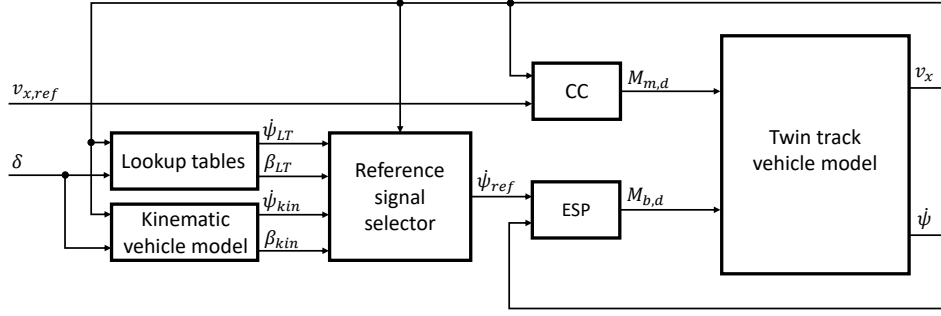 v_{x,ref}
δ
Lookup tables
Kinematic
vehicle model
ψ̇_{LT}
β_{LT}
ψ̇_{kin}
β_{kin}
Reference
signal
selector
ψ̇_{ref}
CC
ESP
M_{m,d}
M_{b,d}
Twin track
vehicle model
v_x
ψ̇